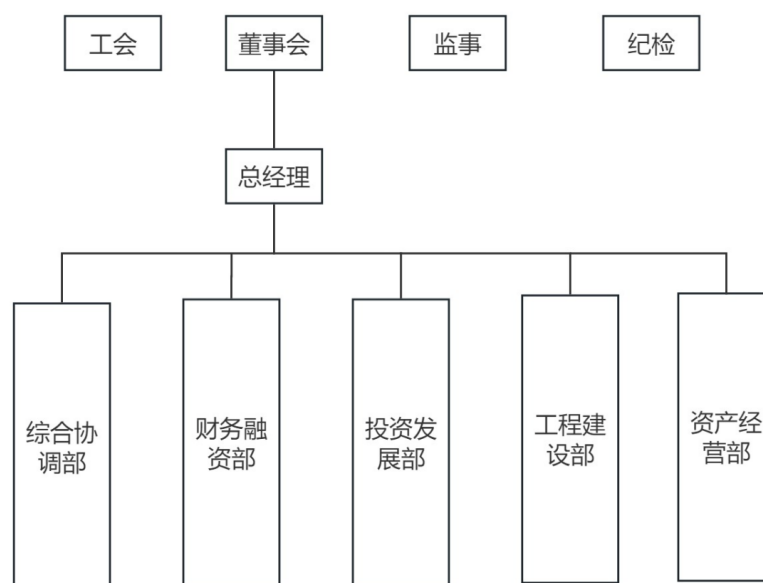 工会
董事会
监事
纪检
总经理
综合协
调部
财务融
资部
投资发
展部
工程建
设部
资产经
营部